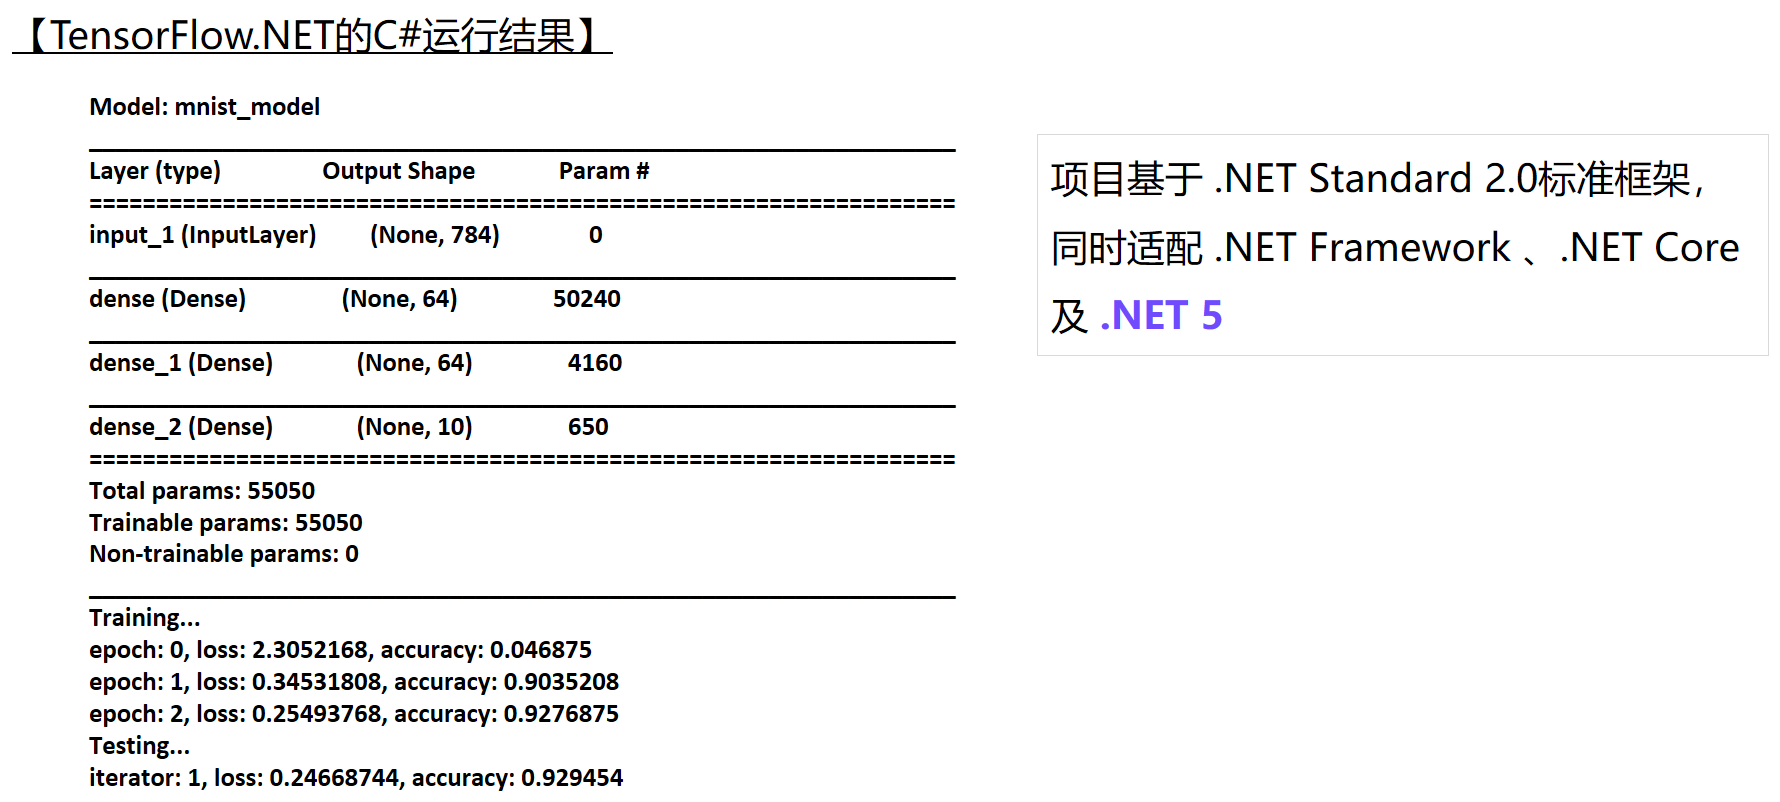 【TensorFlow.NET的C#运行结果】
Model: mnist_model
_________________________________________________________________
Layer (type) Output Shape Param #
=================================================================
input_1 (InputLayer) (None, 784) 0
_________________________________________________________________
dense (Dense) (None, 64) 50240
_________________________________________________________________
dense_1 (Dense) (None, 64) 4160
_________________________________________________________________
dense_2 (Dense) (None, 10) 650
=================================================================
Total params: 55050
Trainable params: 55050
Non-trainable params: 0
_________________________________________________________________
Training...
epoch: 0, loss: 2.3052168, accuracy: 0.046875
epoch: 1, loss: 0.34531808, accuracy: 0.9035208
epoch: 2, loss: 0.25493768, accuracy: 0.9276875
Testing...
iterator: 1, loss: 0.24668744, accuracy: 0.929454
项目基于 .NET Standard 2.0标准框架，
同时适配 .NET Framework 、.NET Core
及 .NET 5